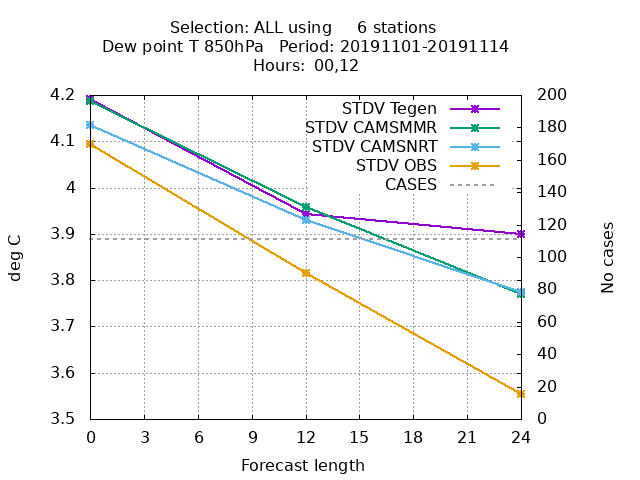 Selection: ALL using     6 stations
Dew point T 850hPa   Period: 20191101-20191114
Hours: 00,12
STDV Tegen
STDV CAMSMMR
STDV CAMSNRT
STDV OBS
CASES
4.2
4.1
4
3.9
3.8
3.7
3.6
3.5
deg C
200
180
160
140
120
100
80
60
40
20
0
No cases
0 3 6 9 12 15 18 21 24
Forecast length